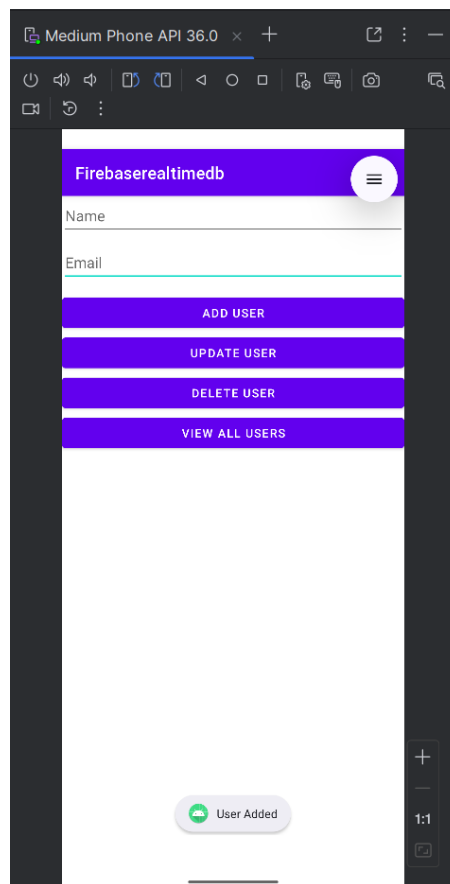 Medium Phone API 36.0
Firebaserealtimedb
Name
Email
ADD USER
UPDATE USER
DELETE USER
VIEW ALL USERS
User Added
1:1